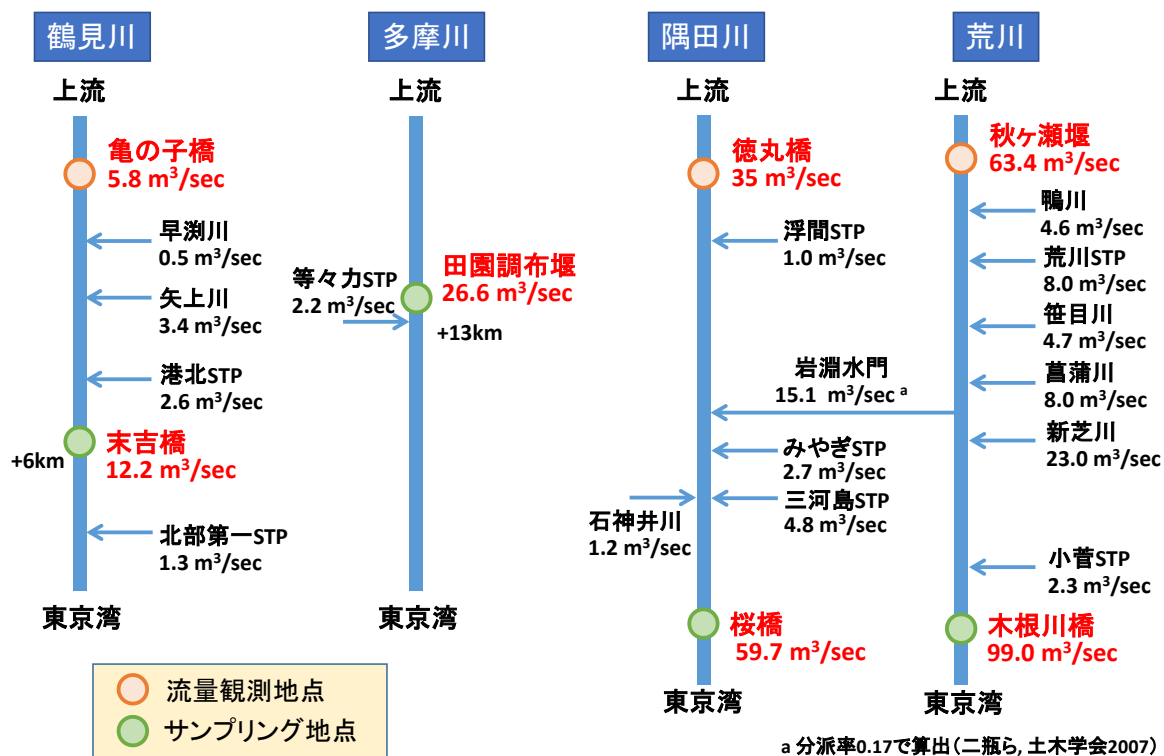 鶴見川
上流
亀の子橋
5.8 m³/sec
早渕川
0.5 m³/sec
矢上川
3.4 m³/sec
港北STP
2.6 m³/sec
末吉橋
12.2 m³/sec
+6km
北部第一STP
1.3 m³/sec
東京湾
多摩川
上流
等々力STP
2.2 m³/sec
田園調布堰
26.6 m³/sec
+13km
東京湾
隅田川
上流
徳丸橋
35 m³/sec
浮間STP
1.0 m³/sec
岩淵水門
15.1 m³/sec ᵃ
みやぎSTP
2.7 m³/sec
三河島STP
4.8 m³/sec
石神井川
1.2 m³/sec
桜橋
59.7 m³/sec
東京湾
荒川
上流
秋ヶ瀬堰
63.4 m³/sec
鴨川
4.6 m³/sec
荒川STP
8.0 m³/sec
笹目川
4.7 m³/sec
菖蒲川
8.0 m³/sec
新芝川
23.0 m³/sec
小菅STP
2.3 m³/sec
木根川橋
99.0 m³/sec
東京湾
流量観測地点
サンプリング地点
a 分派率0.17で算出(二瓶ら, 土木学会2007)